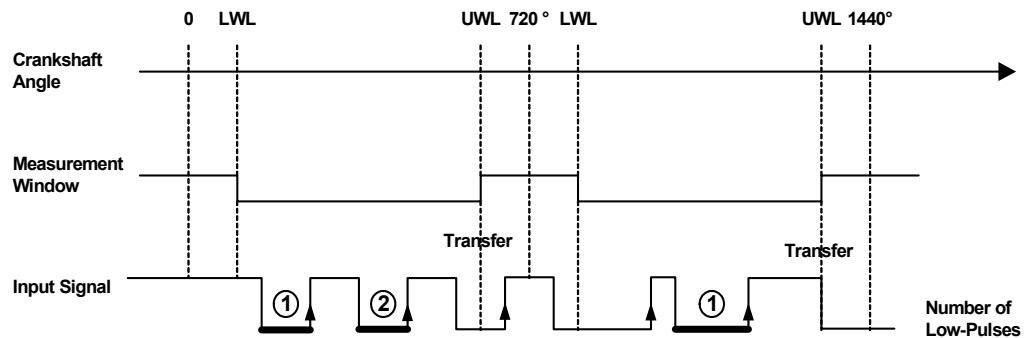 0 LWL UWL 720 ° LWL UWL 1440°
Crankshaft
Angle
Measurement
Window
Transfer Transfer
Input Signal
1 2 1
Number of
Low-Pulses